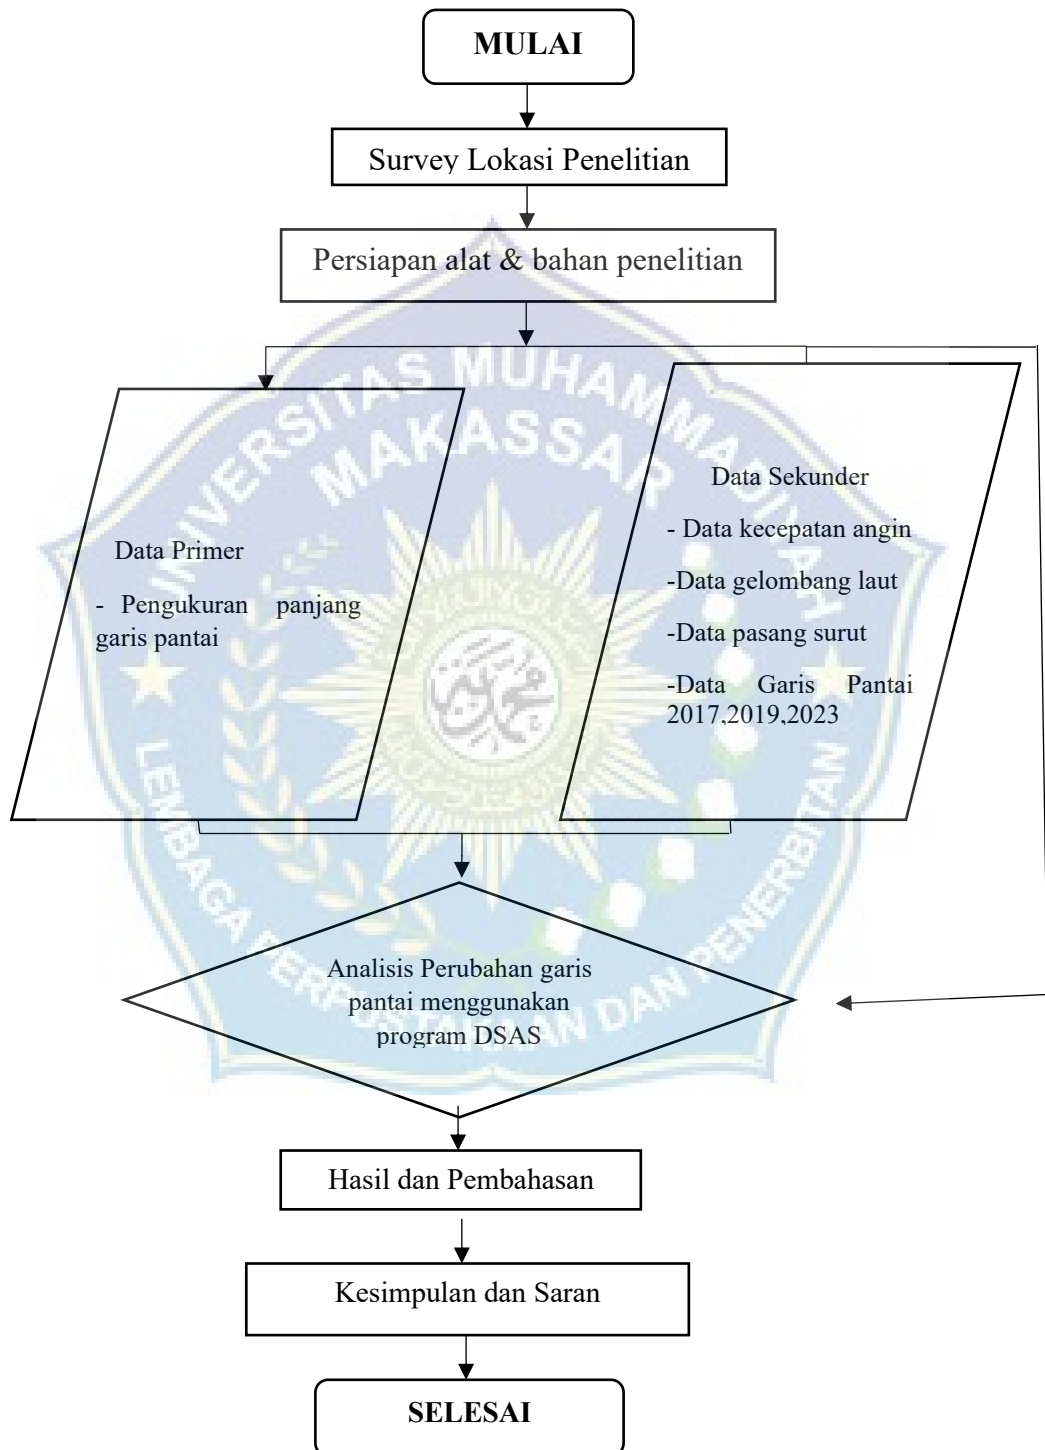 MULAI
Survey Lokasi Penelitian
Persiapan alat & bahan penelitian
UNIVERSITAS MUHAMMADIYAH
MAKASSAR
Data Primer
- Pengukuran panjang
garis pantai
Data Sekunder
- Data kecepatan angin
-Data gelombang laut
-Data pasang surut
-Data Garis Pantai
2017,2019,2023
Analisis Perubahan garis
pantai menggunakan
program DSAS
LEMBAGA PERPUSTAKAAN DAN PENERBITAN
Hasil dan Pembahasan
Kesimpulan dan Saran
SELESAI